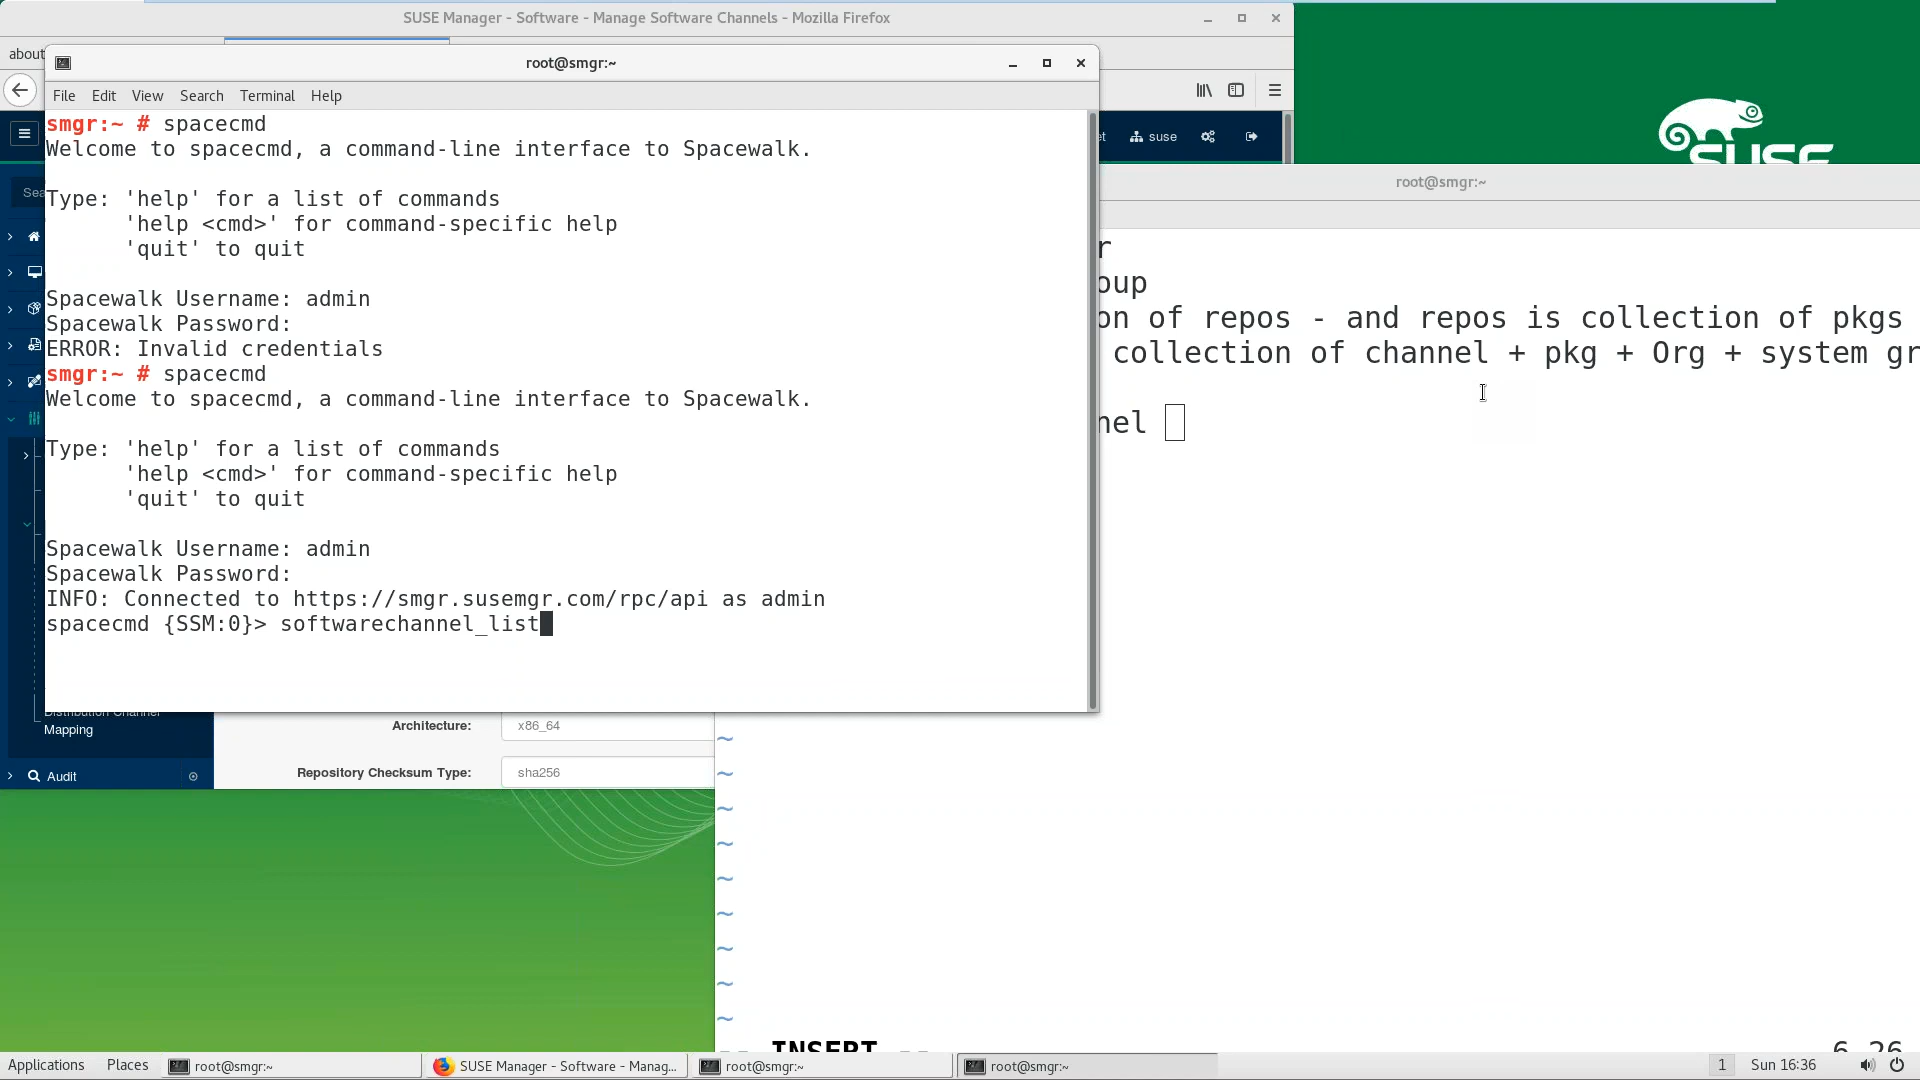 SUSE Manager - Software - Manage Software Channels - Mozilla Firefox
about
root@smgr:~
File Edit View Search Terminal Help
smgr:~ # spacecmd
Welcome to spacecmd, a command-line interface to Spacewalk.
Type: 'help' for a list of commands
'help <cmd>' for command-specific help
'quit' to quit
Spacewalk Username: admin
Spacewalk Password:
ERROR: Invalid credentials
smgr:~ # spacecmd
Welcome to spacecmd, a command-line interface to Spacewalk.
Type: 'help' for a list of commands
'help <cmd>' for command-specific help
'quit' to quit
Spacewalk Username: admin
Spacewalk Password:
INFO: Connected to https://smgr.susemgr.com/rpc/api as admin
spacecmd {SSM:0}> softwarechannel_list
suse
SUSE
root@smgr:~
r
oup
on of repos - and repos is collection of pkgs
collection of channel + pkg + Org + system gr
nel
~
~
~
~
~
~
~
~
~
-- INSERT --
6,26
Sea
Distribution Channel
Mapping
Audit
Architecture: x86_64
Repository Checksum Type: sha256
Applications Places root@smgr:~ SUSE Manager - Software - Manag... root@smgr:~ root@smgr:~ 1 Sun 16:36